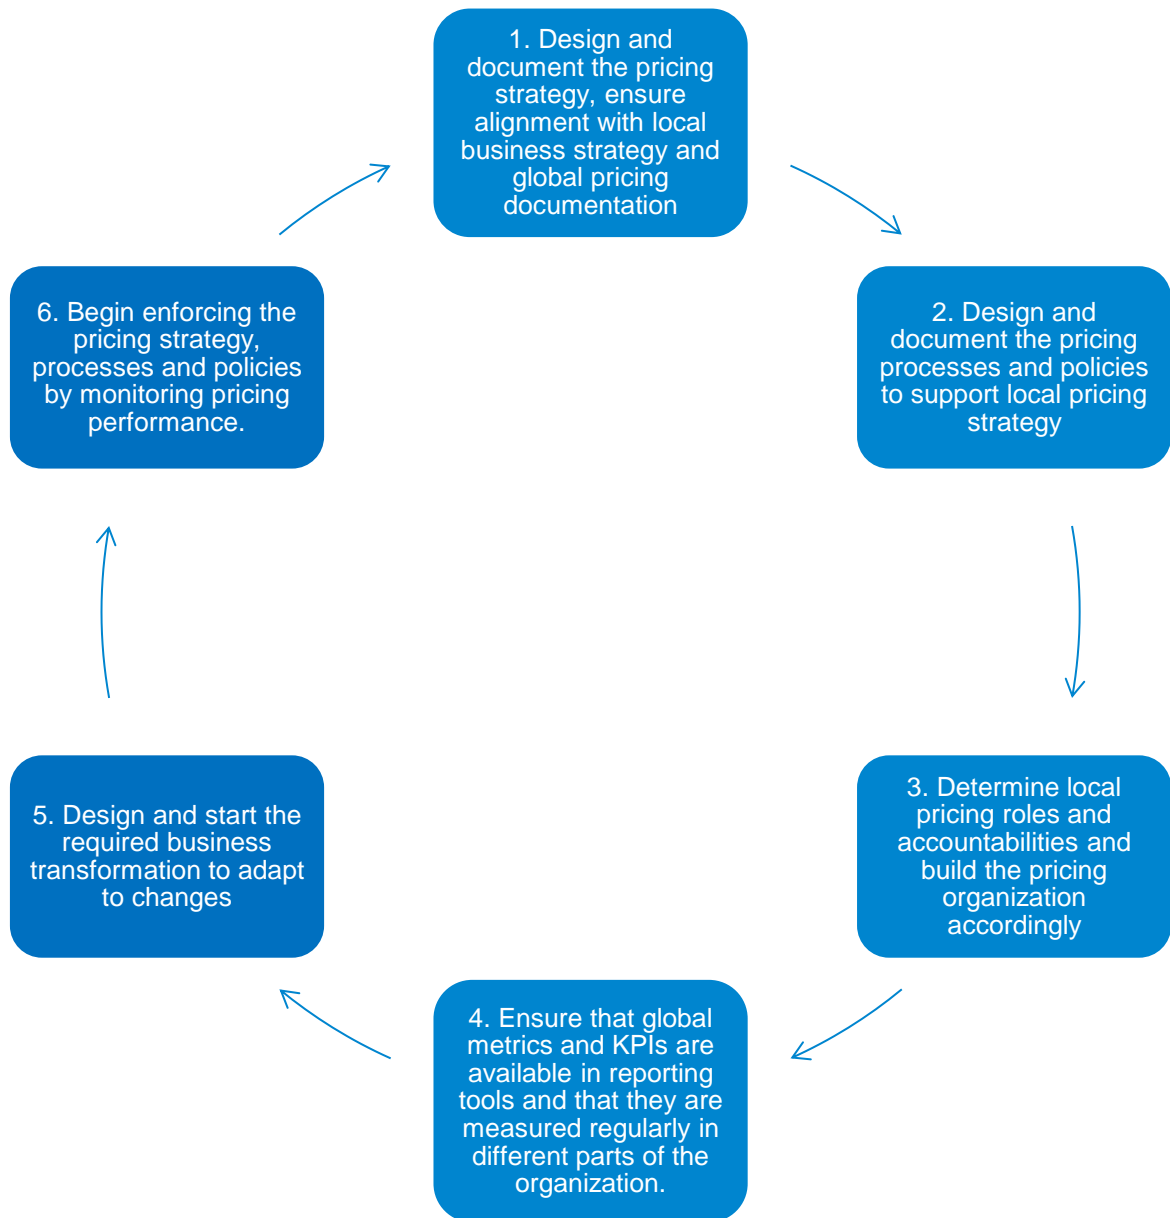 1. Design and
document the pricing
strategy, ensure
alignment with local
business strategy and
global pricing
documentation
2. Design and
document the pricing
processes and policies
to support local pricing
strategy
3. Determine local
pricing roles and
accountabilities and
build the pricing
organization
accordingly
4. Ensure that global
metrics and KPIs are
available in reporting
tools and that they are
measured regularly in
different parts of the
organization.
5. Design and start the
required business
transformation to adapt
to changes
6. Begin enforcing the
pricing strategy,
processes and policies
by monitoring pricing
performance.